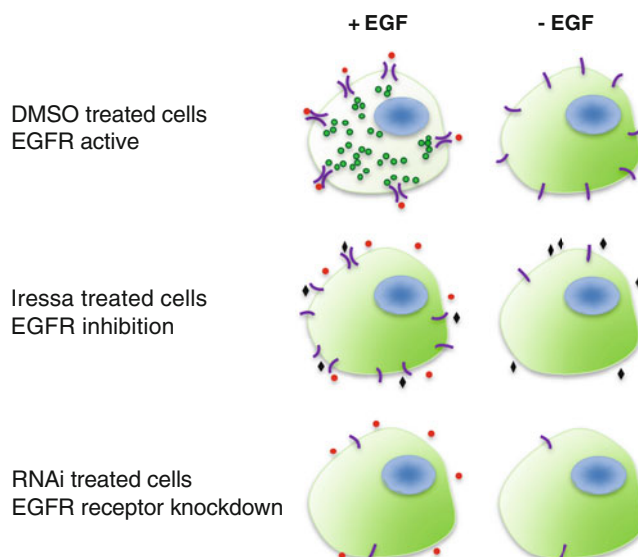 + EGF - EGF
DMSO treated cells
EGFR active
Iressa treated cells
EGFR inhibition
RNAi treated cells
EGFR receptor knockdown